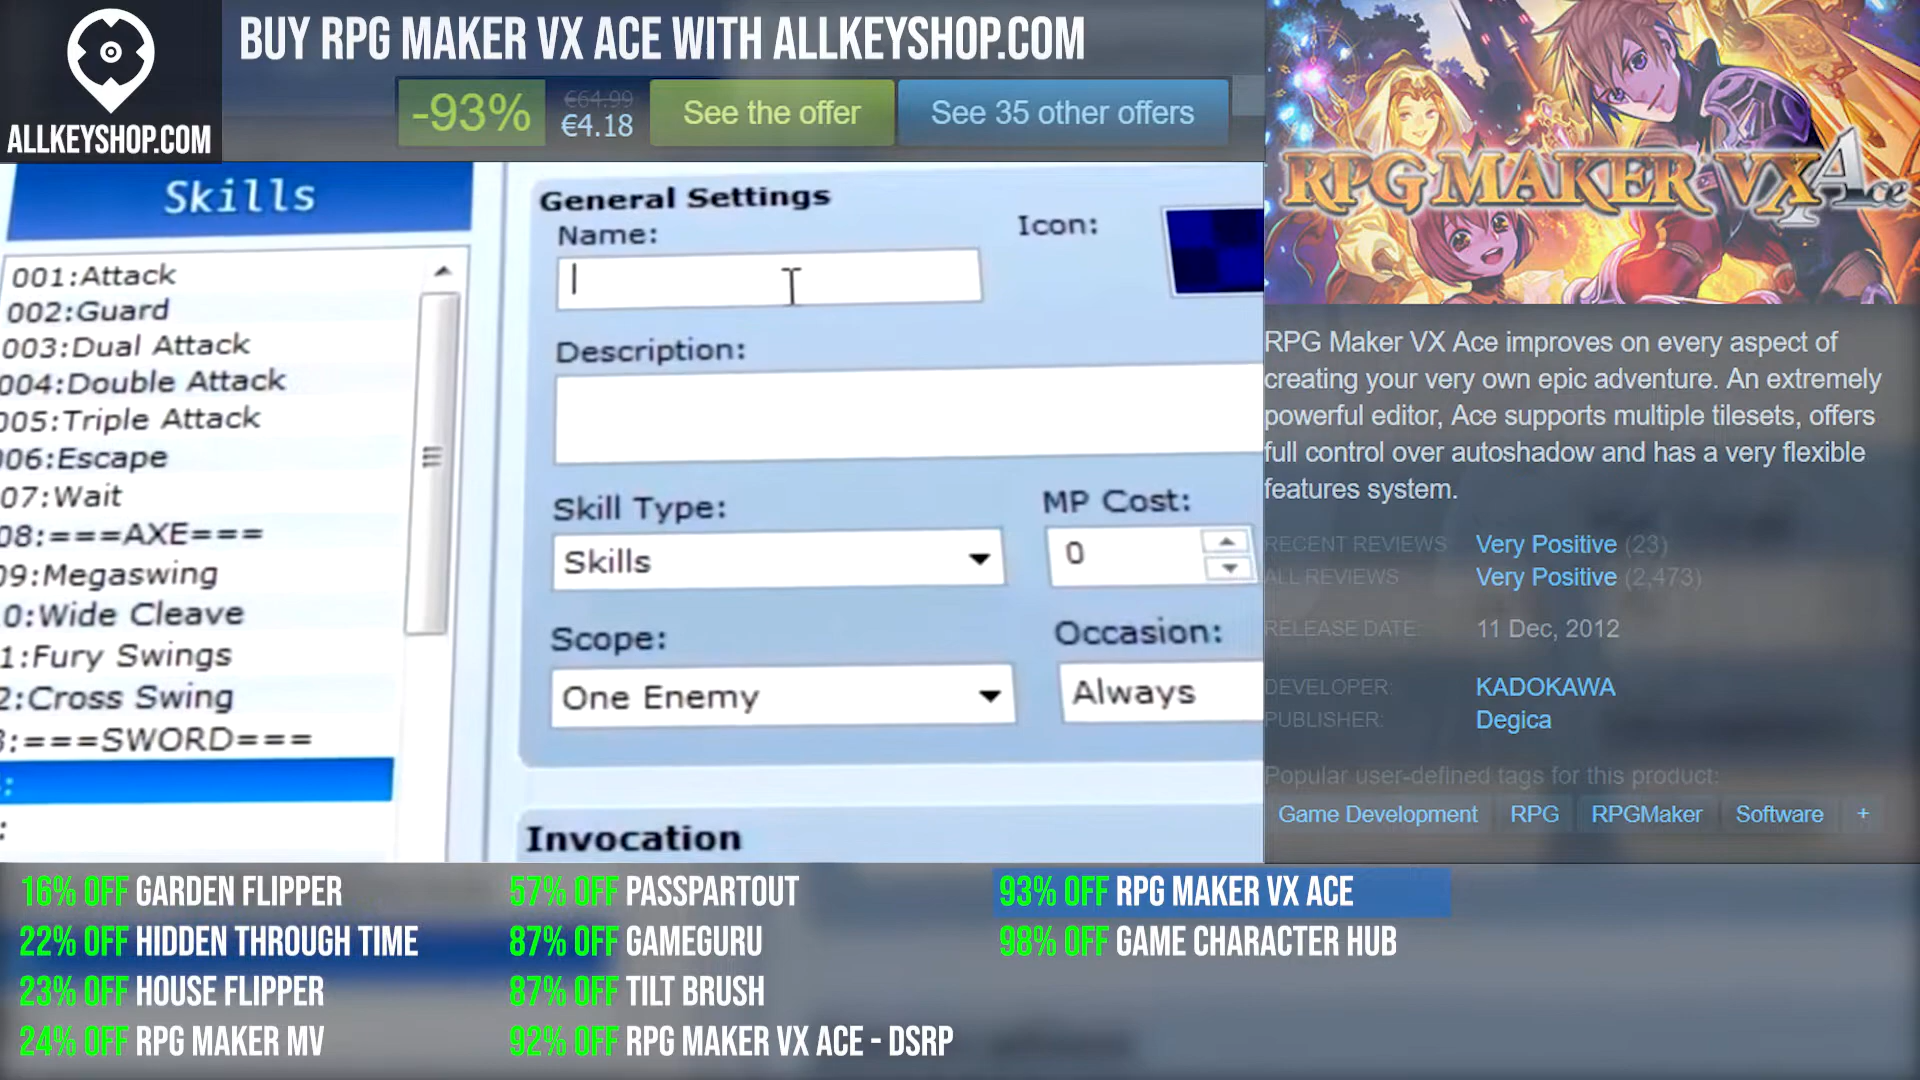 BUY RPG MAKER VX ACE WITH ALLKEYSHOP.COM
ALLKEYSHOP.COM
-93%
€64.99
€4.18
See the offer
See 35 other offers
RPG MAKER VX Ace
Skills
001:Attack
002:Guard
003:Dual Attack
004:Double Attack
005:Triple Attack
06:Escape
07:Wait
08:===AXE===
09:Megaswing
0:Wide Cleave
1:Fury Swings
2:Cross Swing
3:===SWORD===
:
:
General Settings
Name:
Icon:
Description:
Skill Type:
MP Cost:
Skills
0
Scope:
Occasion:
One Enemy
Always
Invocation
RPG Maker VX Ace improves on every aspect of
creating your very own epic adventure. An extremely
powerful editor, Ace supports multiple tilesets, offers
full control over autoshadow and has a very flexible
features system.
RECENT REVIEWS Very Positive (23)
ALL REVIEWS Very Positive (2,473)
RELEASE DATE: 11 Dec, 2012
DEVELOPER: KADOKAWA
PUBLISHER: Degica
Popular user-defined tags for this product:
Game Development RPG RPGMaker Software +
16% OFF GARDEN FLIPPER
22% OFF HIDDEN THROUGH TIME
23% OFF HOUSE FLIPPER
24% OFF RPG MAKER MV
57% OFF PASSPARTOUT
87% OFF GAMEGURU
87% OFF TILT BRUSH
92% OFF RPG MAKER VX ACE - DSRP
93% OFF RPG MAKER VX ACE
98% OFF GAME CHARACTER HUB